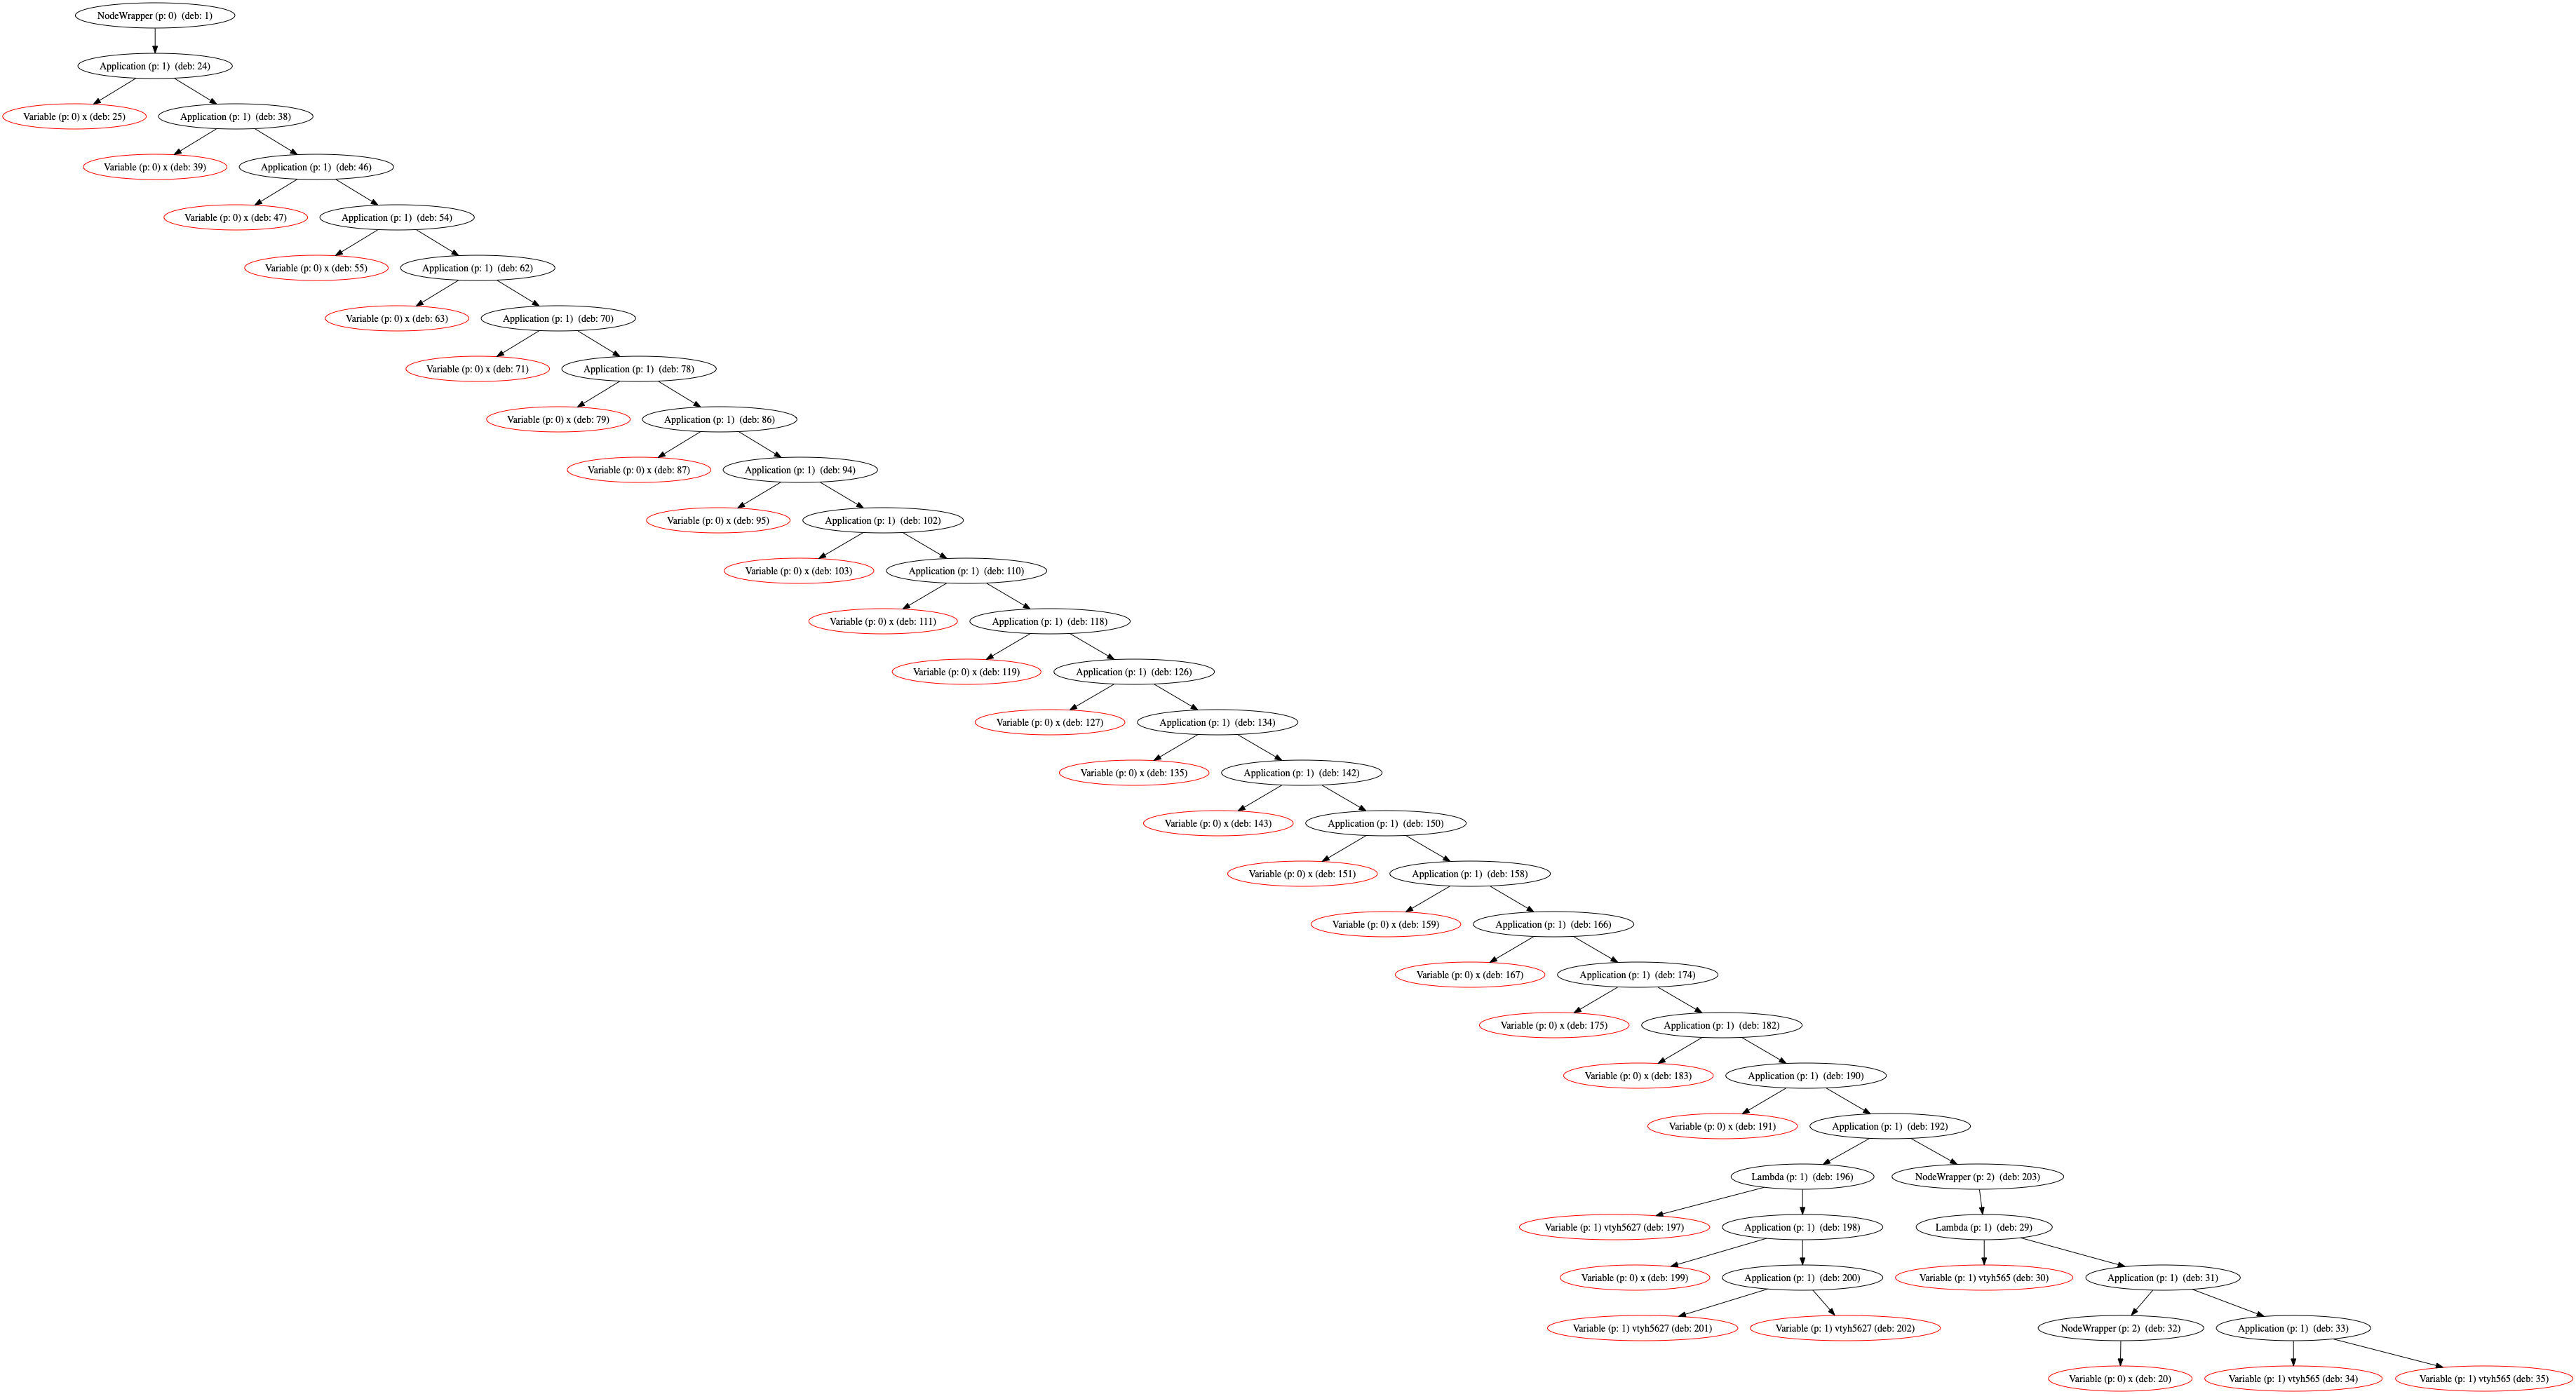 NodeWrapper (p: 0)  (deb: 1)
Application (p: 1)  (deb: 24)
Variable (p: 0) x (deb: 25)
Application (p: 1)  (deb: 38)
Variable (p: 0) x (deb: 39)
Application (p: 1)  (deb: 46)
Variable (p: 0) x (deb: 47)
Application (p: 1)  (deb: 54)
Variable (p: 0) x (deb: 55)
Application (p: 1)  (deb: 62)
Variable (p: 0) x (deb: 63)
Application (p: 1)  (deb: 70)
Variable (p: 0) x (deb: 71)
Application (p: 1)  (deb: 78)
Variable (p: 0) x (deb: 79)
Application (p: 1)  (deb: 86)
Variable (p: 0) x (deb: 87)
Application (p: 1)  (deb: 94)
Variable (p: 0) x (deb: 95)
Application (p: 1)  (deb: 102)
Variable (p: 0) x (deb: 103)
Application (p: 1)  (deb: 110)
Variable (p: 0) x (deb: 111)
Application (p: 1)  (deb: 118)
Variable (p: 0) x (deb: 119)
Application (p: 1)  (deb: 126)
Variable (p: 0) x (deb: 127)
Application (p: 1)  (deb: 134)
Variable (p: 0) x (deb: 135)
Application (p: 1)  (deb: 142)
Variable (p: 0) x (deb: 143)
Application (p: 1)  (deb: 150)
Variable (p: 0) x (deb: 151)
Application (p: 1)  (deb: 158)
Variable (p: 0) x (deb: 159)
Application (p: 1)  (deb: 166)
Variable (p: 0) x (deb: 167)
Application (p: 1)  (deb: 174)
Variable (p: 0) x (deb: 175)
Application (p: 1)  (deb: 182)
Variable (p: 0) x (deb: 183)
Application (p: 1)  (deb: 190)
Variable (p: 0) x (deb: 191)
Application (p: 1)  (deb: 192)
Lambda (p: 1)  (deb: 196)
NodeWrapper (p: 2)  (deb: 203)
Variable (p: 1) vtyh5627 (deb: 197)
Application (p: 1)  (deb: 198)
Lambda (p: 1)  (deb: 29)
Variable (p: 0) x (deb: 199)
Application (p: 1)  (deb: 200)
Variable (p: 1) vtyh565 (deb: 30)
Application (p: 1)  (deb: 31)
Variable (p: 1) vtyh5627 (deb: 201)
Variable (p: 1) vtyh5627 (deb: 202)
NodeWrapper (p: 2)  (deb: 32)
Application (p: 1)  (deb: 33)
Variable (p: 0) x (deb: 20)
Variable (p: 1) vtyh565 (deb: 34)
Variable (p: 1) vtyh565 (deb: 35)